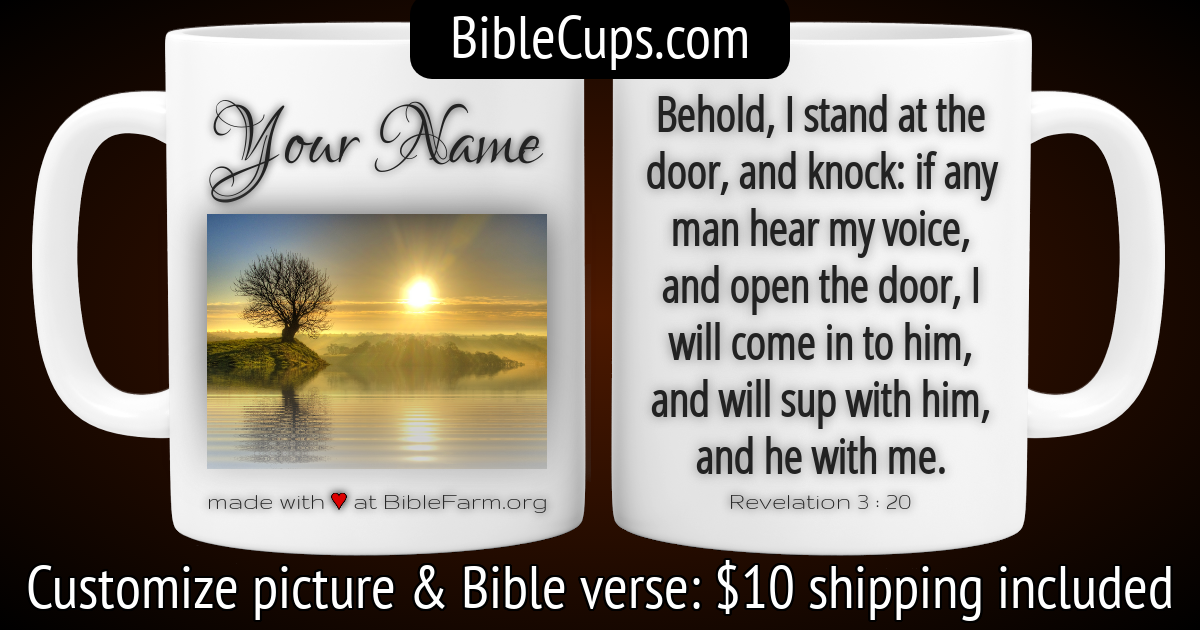 BibleCups.com
Your Name
made with ♥ at BibleFarm.org
Behold, I stand at the
door, and knock: if any
man hear my voice,
and open the door, I
will come in to him,
and will sup with him,
and he with me.
Revelation 3 : 20
Customize picture & Bible verse: $10 shipping included